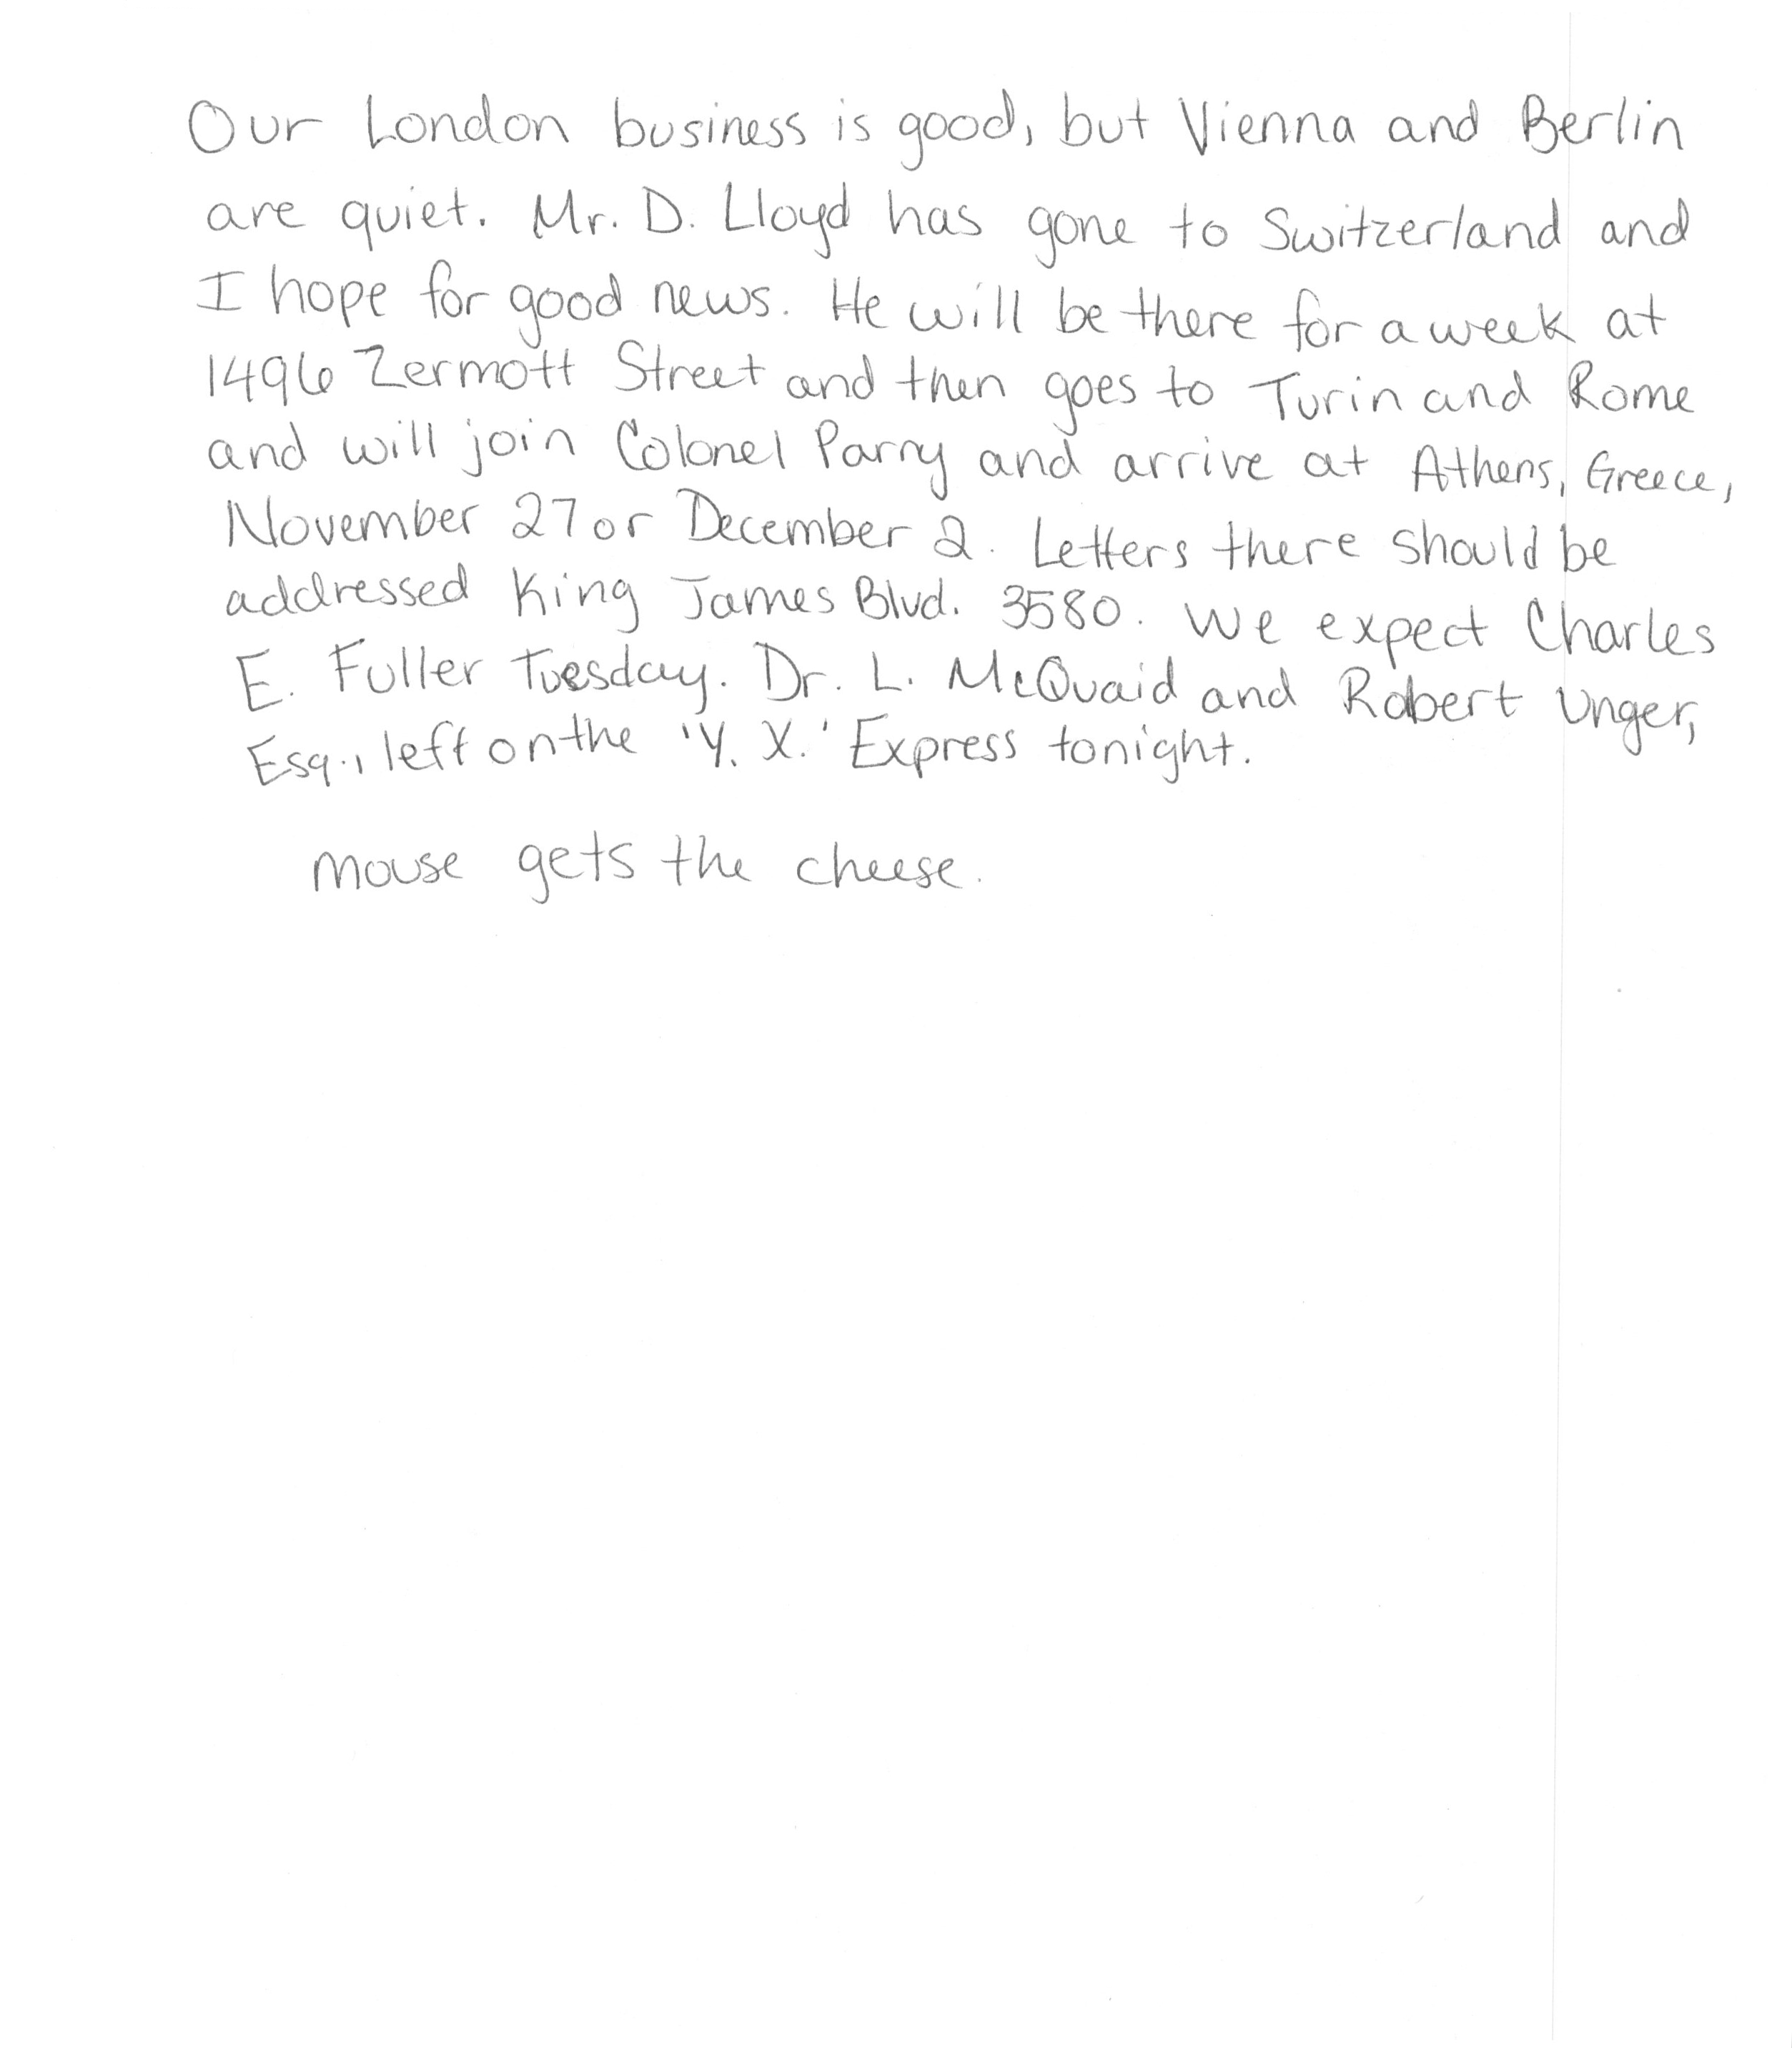 Our London business is good, but Vienna and Berlin
are quiet. Mr. D. Lloyd has gone to Switzerland and
I hope for good news. He will be there for a week at
1496 Zermott Street and then goes to Turin and Rome
and will join Colonel Parry and arrive at Athens, Greece,
November 27 or December 2. Letters there should be
addressed King James Blvd. 3580. We expect Charles
E. Fuller Tuesday. Dr. L. McQuaid and Robert Unger,
Esq., left on the 'Y. X.' Express tonight.
mouse gets the cheese.